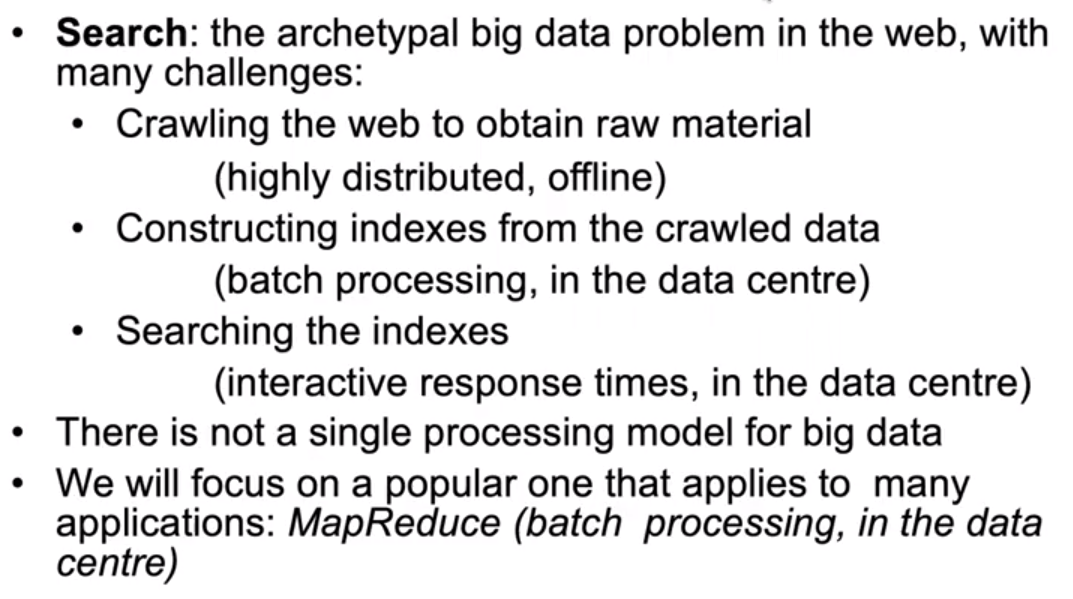 • Search: the archetypal big data problem in the web, with
many challenges:
• Crawling the web to obtain raw material
(highly distributed, offline)
• Constructing indexes from the crawled data
(batch processing, in the data centre)
• Searching the indexes
(interactive response times, in the data centre)
• There is not a single processing model for big data
• We will focus on a popular one that applies to many
applications: MapReduce (batch processing, in the data
centre)